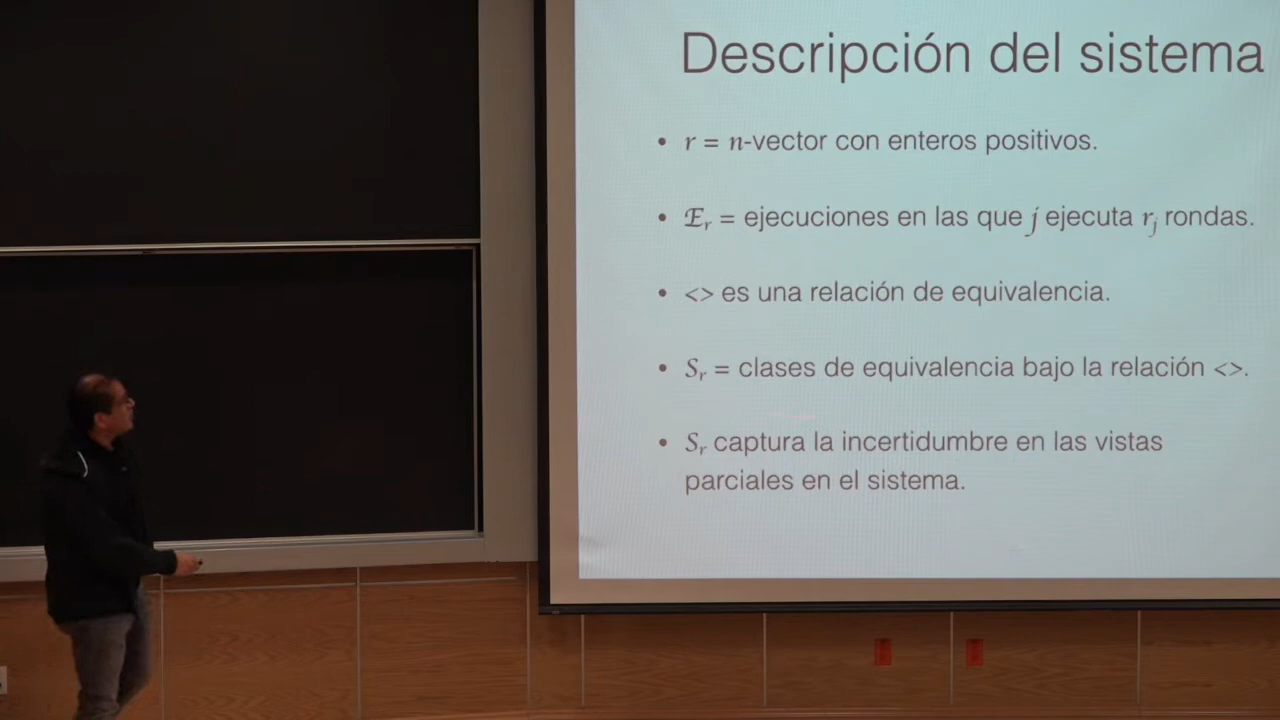 Descripción del sistema
• r = n-vector con enteros positivos.
• ℰr = ejecuciones en las que j ejecuta rj rondas.
• <> es una relación de equivalencia.
• Sr = clases de equivalencia bajo la relación <>.
• Sr captura la incertidumbre en las vistas
parciales en el sistema.